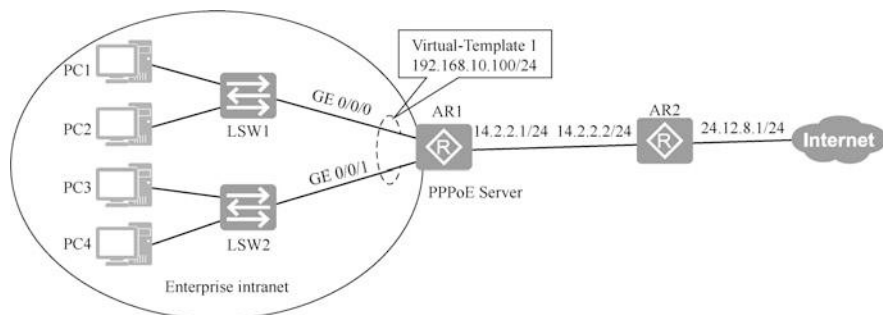 Virtual-Template 1
192.168.10.100/24
PC1
GE 0/0/0
LSW1
PC2
AR1
14.2.2.1/24
14.2.2.2/24
AR2
24.12.8.1/24
Internet
R
R
PPPoE Server
PC3
GE 0/0/1
LSW2
PC4
Enterprise intranet